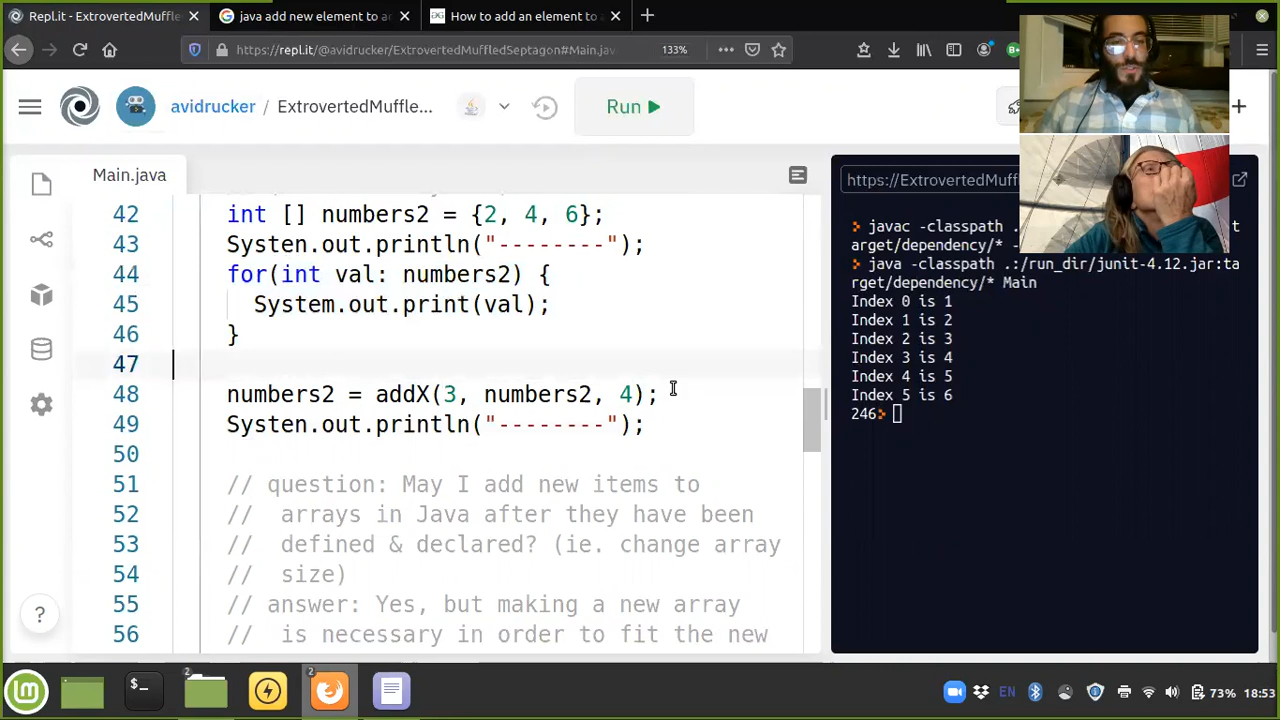 Repl.it - ExtrovertedMuffle
java add new element to a
How to add an element to a
https://repl.it/@avidrucker/ExtrovertedMuffledSeptagon#Main.jav
133%
avidrucker / ExtrovertedMuffle...
Run
Main.java
https://ExtrovertedMuff
42 int [] numbers2 = {2, 4, 6};
43 Systen.out.println("--------");
44 for(int val: numbers2) {
45 System.out.print(val);
46 }
47
48 numbers2 = addX(3, numbers2, 4);
49 Systen.out.println("--------");
50
51 // question: May I add new items to
52 // arrays in Java after they have been
53 // defined & declared? (ie. change array
54 // size)
55 // answer: Yes, but making a new array
56 // is necessary in order to fit the new
javac -classpath .
t
arget/dependency/* -
java -classpath .:/run_dir/junit-4.12.jar:ta
rget/dependency/* Main
Index 0 is 1
Index 1 is 2
Index 2 is 3
Index 3 is 4
Index 4 is 5
Index 5 is 6
246
?
2
2
EN
73%
18:53